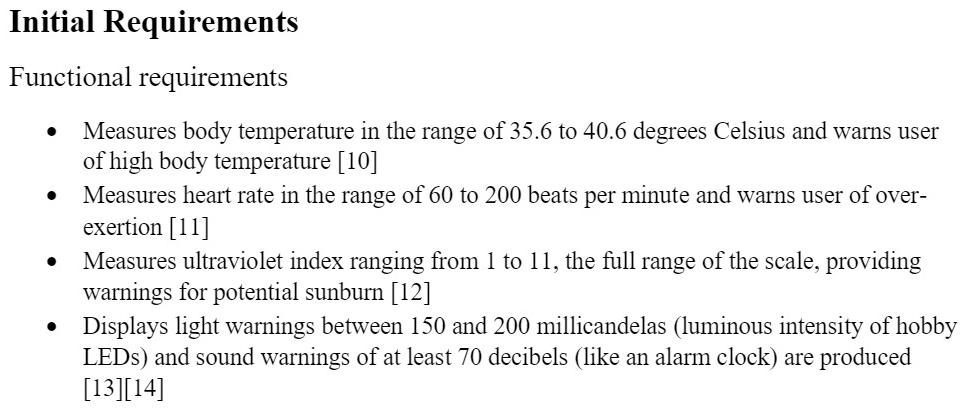 Initial Requirements
Functional requirements
• Measures body temperature in the range of 35.6 to 40.6 degrees Celsius and warns user
of high body temperature [10]
• Measures heart rate in the range of 60 to 200 beats per minute and warns user of over-
exertion [11]
• Measures ultraviolet index ranging from 1 to 11, the full range of the scale, providing
warnings for potential sunburn [12]
• Displays light warnings between 150 and 200 millicandelas (luminous intensity of hobby
LEDs) and sound warnings of at least 70 decibels (like an alarm clock) are produced
[13][14]